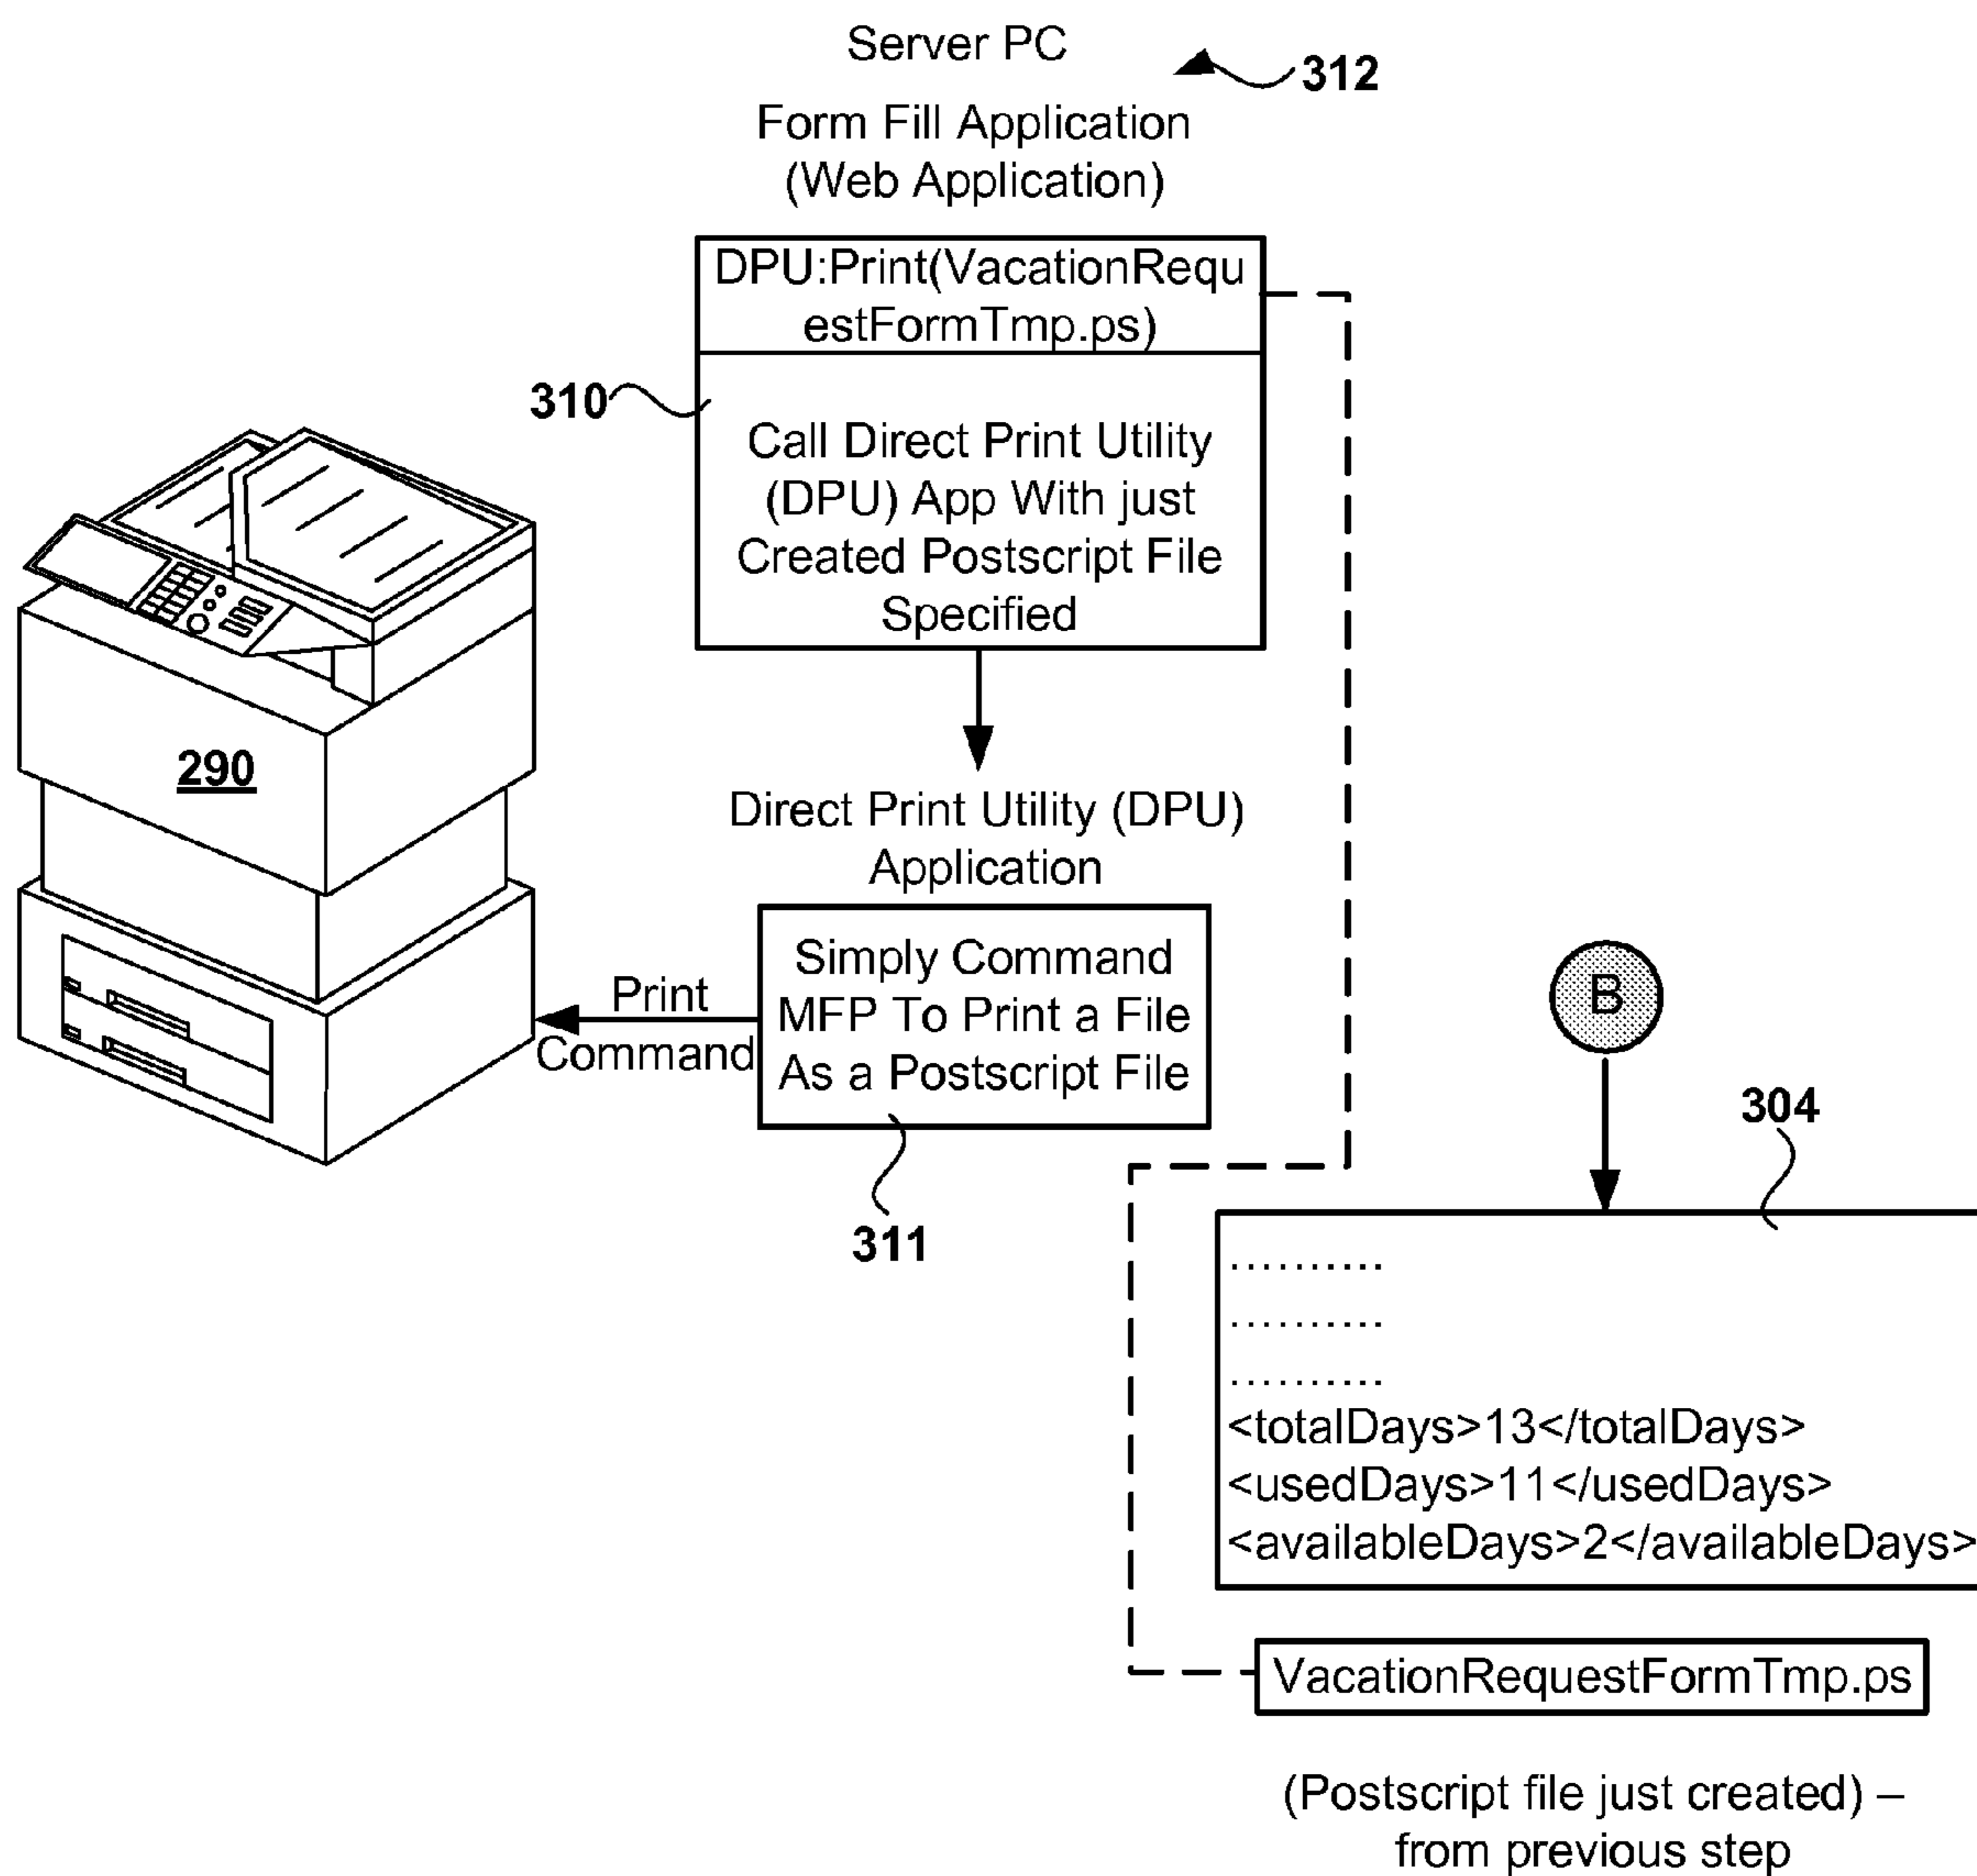 Server PC
312
Form Fill Application
(Web Application)
DPU:Print(VacationRequ
estFormTmp.ps)
310
Call Direct Print Utility
(DPU) App With just
Created Postscript File
Specified
290
Direct Print Utility (DPU)
Application
Simply Command
MFP To Print a File
As a Postscript File
Print
Command
311
B
304
..........
..........
..........
<totalDays>13</totalDays>
<usedDays>11</usedDays>
<availableDays>2</availableDays>
VacationRequestFormTmp.ps
(Postscript file just created) –
from previous step